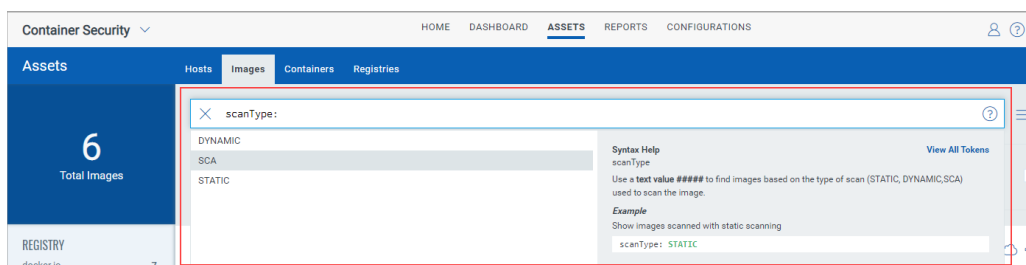 Container Security
HOME DASHBOARD ASSETS REPORTS CONFIGURATIONS
Assets
Hosts Images Containers Registries
6
Total Images
scanType:
DYNAMIC
SCA
STATIC
Syntax Help View All Tokens
scanType
Use a text value ##### to find images based on the type of scan (STATIC, DYNAMIC,SCA)
used to scan the image.
Example
Show images scanned with static scanning
scanType: STATIC
REGISTRY